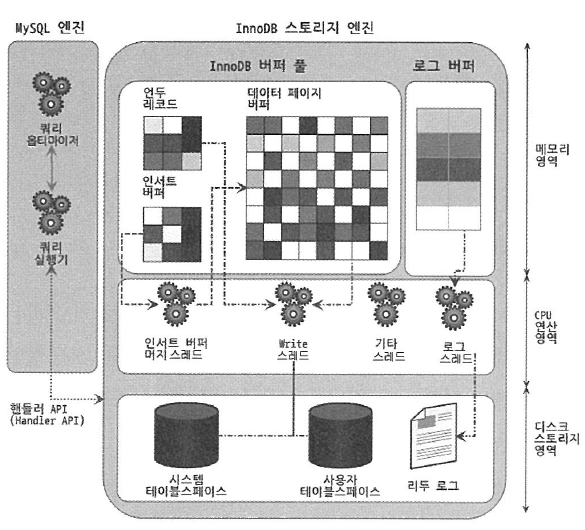 MySQL 엔진
InnoDB 스토리지 엔진
InnoDB 버퍼 풀
로그 버퍼
언두
레코드
데이터 페이지
버퍼
쿼리
옵티마이저
인서트
버퍼
메모리
영역
쿼리
실행기
인서트 버퍼
머지 스레드
Write
스레드
기타
스레드
로그
스레드
CPU
연산
영역
핸들러 API
(Handler API)
시스템
테이블스페이스
사용자
테이블스페이스
리두 로그
디스크
스토리지
영역